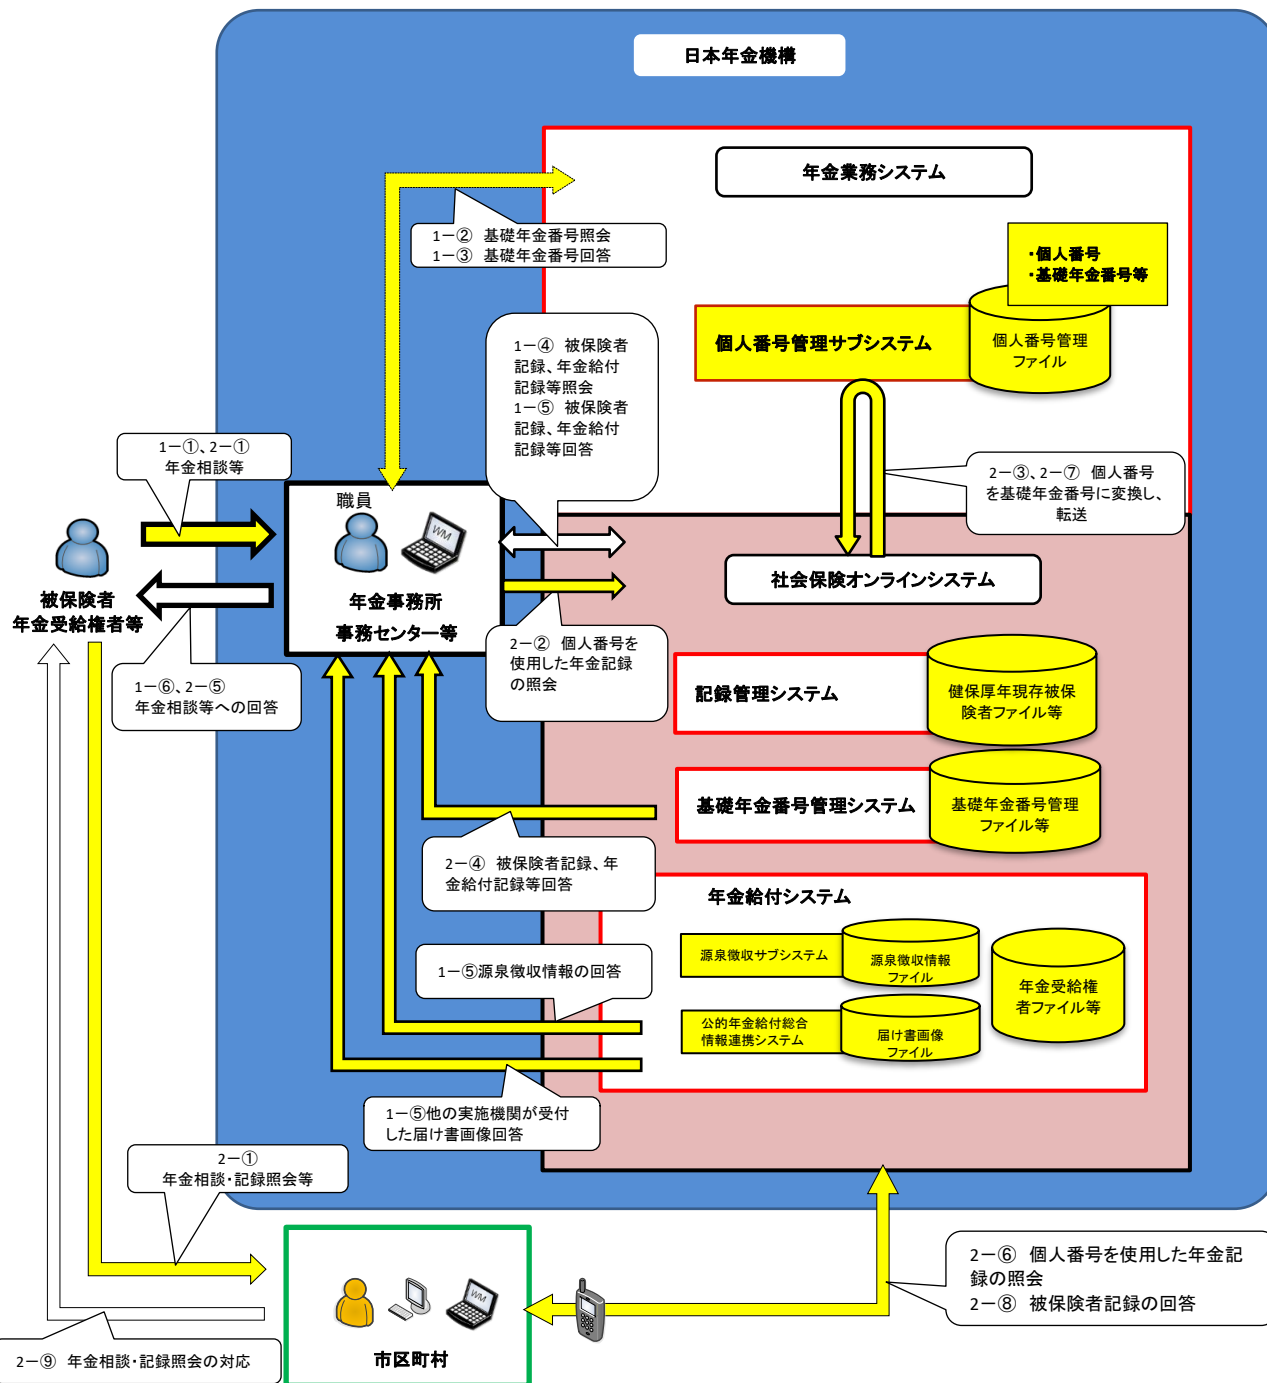 日本年金機構
年金業務システム
1ー② 基礎年金番号照会
1ー③ 基礎年金番号回答
・個人番号
・基礎年金番号等
個人番号管理サブシステム
個人番号管理
ファイル
1ー④ 被保険者
記録、年金給付
記録等照会
1ー⑤ 被保険者
記録、年金給付
記録等回答
1ー①、2ー①
年金相談等
2ー③、2ー⑦ 個人番号
を基礎年金番号に変換し、
転送
職員
WM
年金事務所
事務センター等
被保険者
年金受給権者等
社会保険オンラインシステム
2ー② 個人番号を
使用した年金記録
の照会
1ー⑥、2ー⑤
年金相談等への回答
記録管理システム
健保厚年現存被保
険者ファイル等
基礎年金番号管理システム
基礎年金番号管理
ファイル等
2ー④ 被保険者記録、年
金給付記録等回答
年金給付システム
源泉徴収サブシステム
源泉徴収情報
ファイル
年金受給権
者ファイル等
1ー⑤源泉徴収情報の回答
公的年金給付総合
情報連携システム
届け書画像
ファイル
1ー⑤他の実施機関が受付
した届け書画像回答
2ー①
年金相談・記録照会等
2ー⑥ 個人番号を使用した年金記
録の照会
2ー⑧ 被保険者記録の回答
WM
市区町村
2ー⑨ 年金相談・記録照会の対応